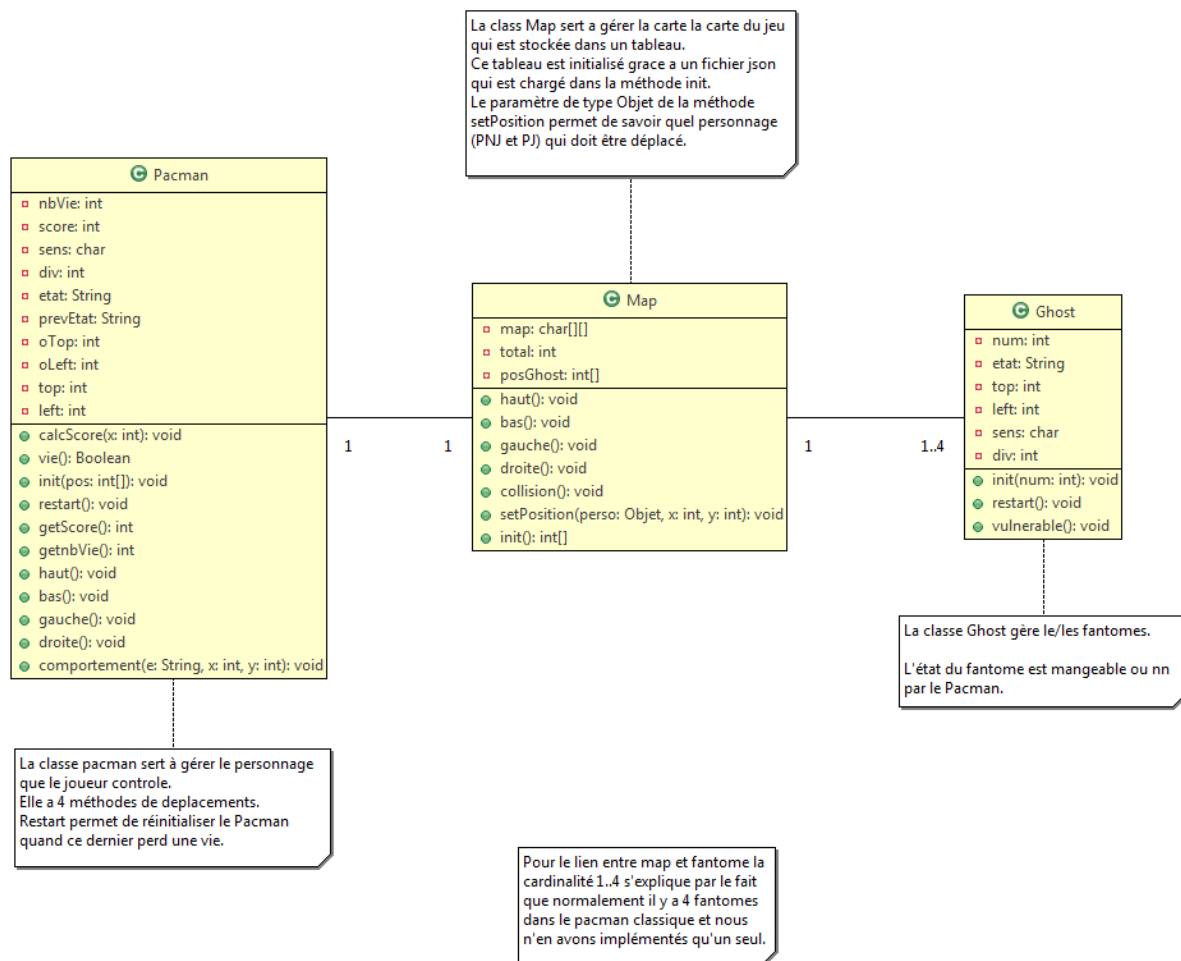 La class Map sert a gérer la carte la carte du jeu
qui est stockée dans un tableau.
Ce tableau est initialisé grace a un fichier json
qui est chargé dans la méthode init.
Le paramètre de type Objet de la méthode
setPosition permet de savoir quel personnage
(PNJ et PJ) qui doit être déplacé.
C Pacman
nbVie: int
score: int
sens: char
div: int
etat: String
prevEtat: String
oTop: int
oLeft: int
top: int
left: int
calcScore(x: int): void
vie(): Boolean
init(pos: int[]): void
restart(): void
getScore(): int
getnbVie(): int
haut(): void
bas(): void
gauche(): void
droite(): void
comportement(e: String, x: int, y: int): void
1
1
C Map
map: char[][]
total: int
posGhost: int[]
haut(): void
bas(): void
gauche(): void
droite(): void
collision(): void
setPosition(perso: Objet, x: int, y: int): void
init(): int[]
1
1..4
C Ghost
num: int
etat: String
top: int
left: int
sens: char
div: int
init(num: int): void
restart(): void
vulnerable(): void
La classe Ghost gère le/les fantomes.
L'état du fantome est mangeable ou nn
par le Pacman.
La classe pacman sert à gérer le personnage
que le joueur controle.
Elle a 4 méthodes de deplacements.
Restart permet de réinitialiser le Pacman
quand ce dernier perd une vie.
Pour le lien entre map et fantome la
cardinalité 1..4 s'explique par le fait
que normalement il y a 4 fantomes
dans le pacman classique et nous
n'en avons implémentés qu'un seul.